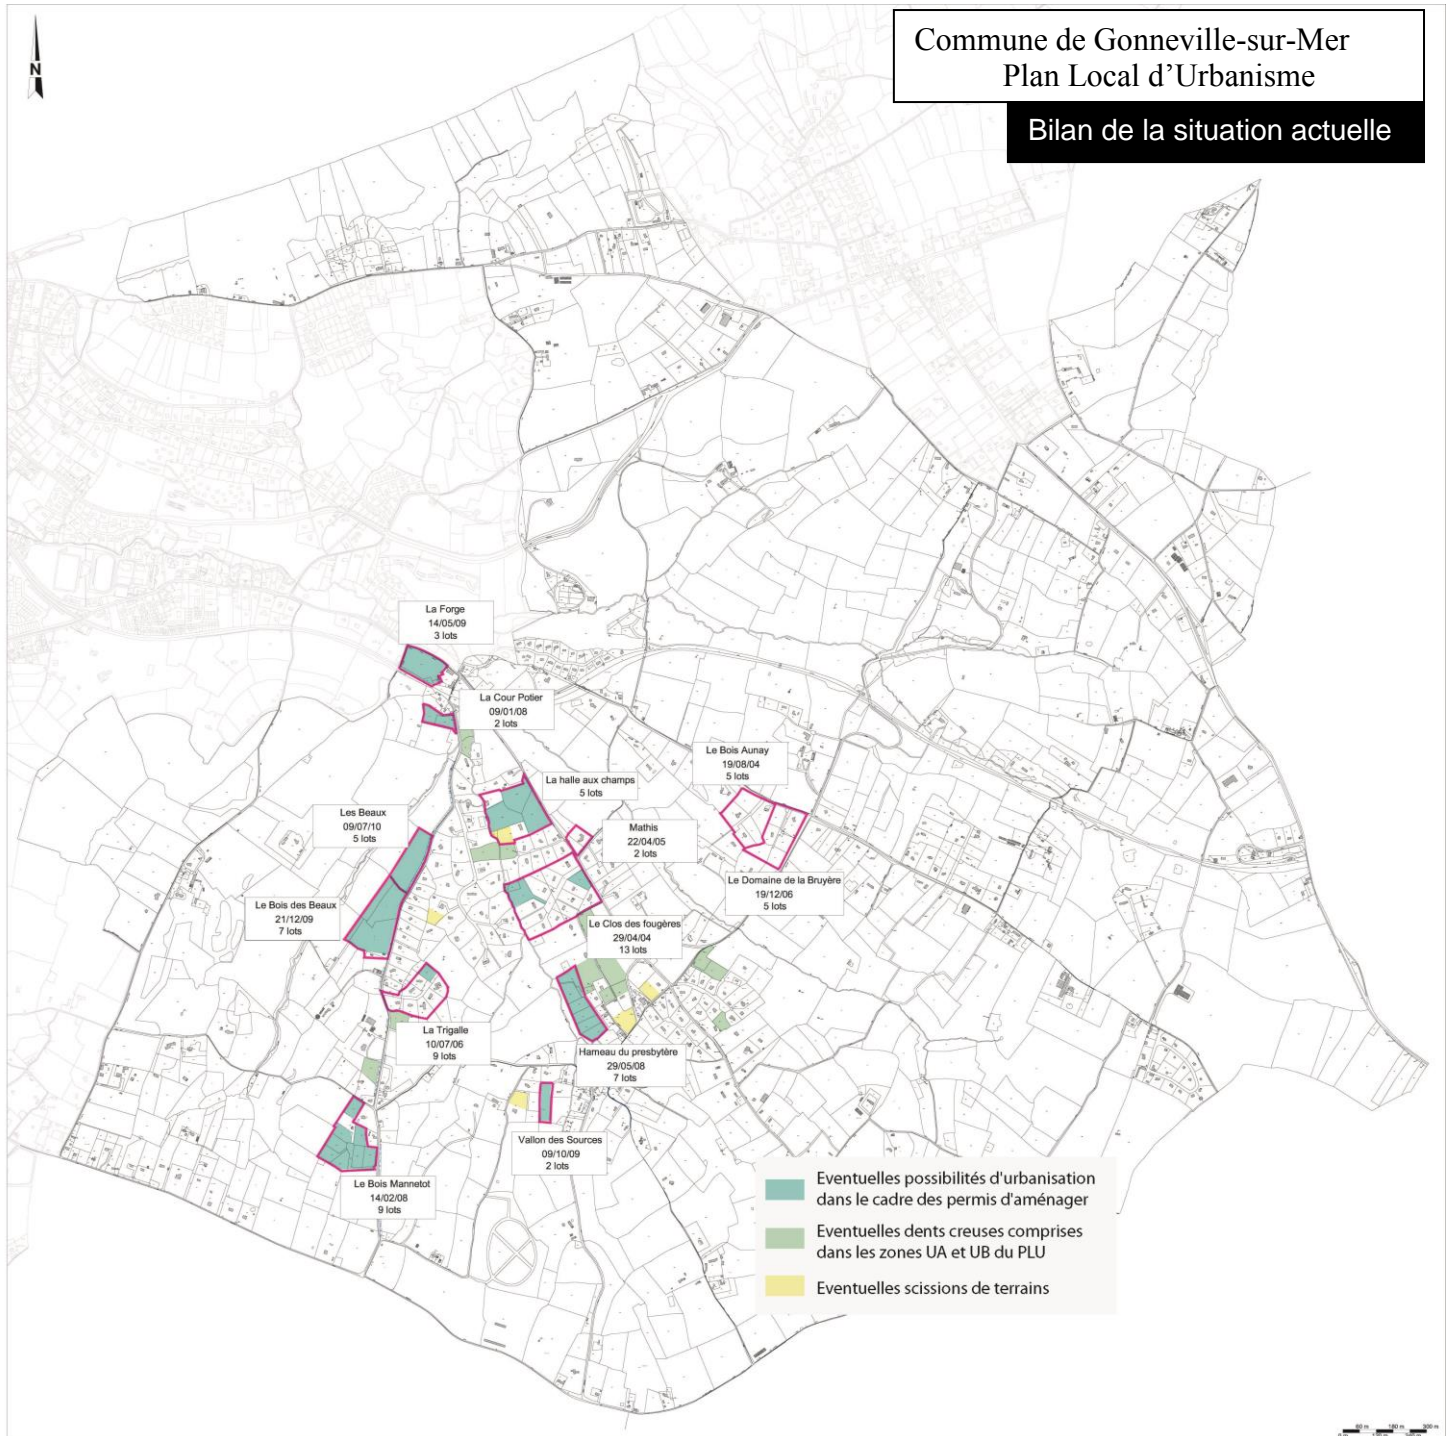 N
Commune de Gonneville-sur-Mer
Plan Local d'Urbanisme
Bilan de la situation actuelle
La Forge
14/05/09
3 lots
La Cour Potier
09/01/08
2 lots
Le Bois Aunay
19/08/04
5 lots
La halle aux champs
5 lots
Les Beaux
09/07/10
5 lots
Mathis
22/04/05
2 lots
Le Domaine de la Bruyère
19/12/06
5 lots
Le Bois des Beaux
21/12/09
7 lots
Le Clos des fougères
29/04/04
13 lots
La Trigalle
10/07/06
9 lots
Hameau du presbytère
29/05/08
7 lots
Vallon des Sources
09/10/09
2 lots
Le Bois Mannetot
14/02/08
9 lots
Eventuelles possibilités d'urbanisation
dans le cadre des permis d'aménager
Eventuelles dents creuses comprises
dans les zones UA et UB du PLU
Eventuelles scissions de terrains
60 m 180 m 300 m
0 m 120 m 240 m